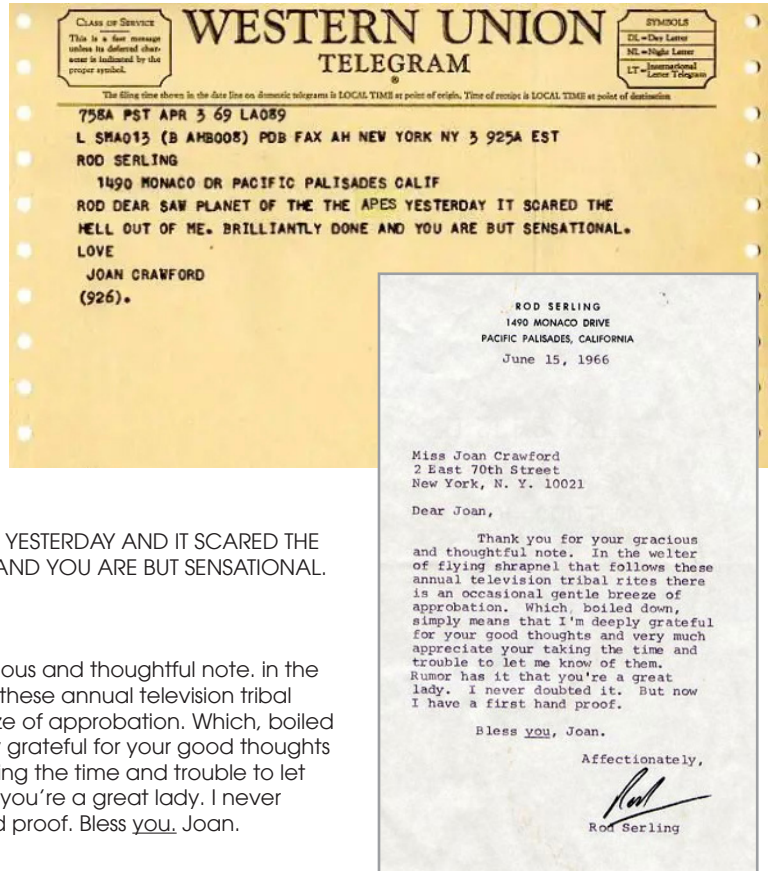 CLASS OF SERVICE
This is a fast message
unless its deferred char-
acter is indicated by the
proper symbol.
WESTERN UNION
TELEGRAM
®
SYMBOLS
DL=Day Letter
NL=Night Letter
LT=International
Letter Telegram
The filing time shown in the date line on domestic telegrams is LOCAL TIME at point of origin. Time of receipt is LOCAL TIME at point of destination
758A PST APR 3 69 LA089
L SMA013 (B AHB008) PDB FAX AH NEW YORK NY 3 925A EST
ROD SERLING
1490 MONACO DR PACIFIC PALISADES CALIF
ROD DEAR SAW PLANET OF THE THE APES YESTERDAY IT SCARED THE
HELL OUT OF ME. BRILLIANTLY DONE AND YOU ARE BUT SENSATIONAL.
LOVE
JOAN CRAWFORD
(926).
ROD SERLING
1490 MONACO DRIVE
PACIFIC PALISADES, CALIFORNIA
June 15, 1966
Miss Joan Crawford
2 East 70th Street
New York, N. Y. 10021
Dear Joan,
Thank you for your gracious
and thoughtful note. In the welter
of flying shrapnel that follows these
annual television tribal rites there
is an occasional gentle breeze of
approbation. Which, boiled down,
simply means that I'm deeply grateful
for your good thoughts and very much
appreciate your taking the time and
trouble to let me know of them.
Rumor has it that you're a great
lady. I never doubted it. But now
I have a first hand proof.
Bless you, Joan.
Affectionately,
Rod
Rod Serling
YESTERDAY AND IT SCARED THE
AND YOU ARE BUT SENSATIONAL.
ous and thoughtful note. in the
these annual television tribal
ze of approbation. Which, boiled
grateful for your good thoughts
ing the time and trouble to let
you're a great lady. I never
d proof. Bless you. Joan.